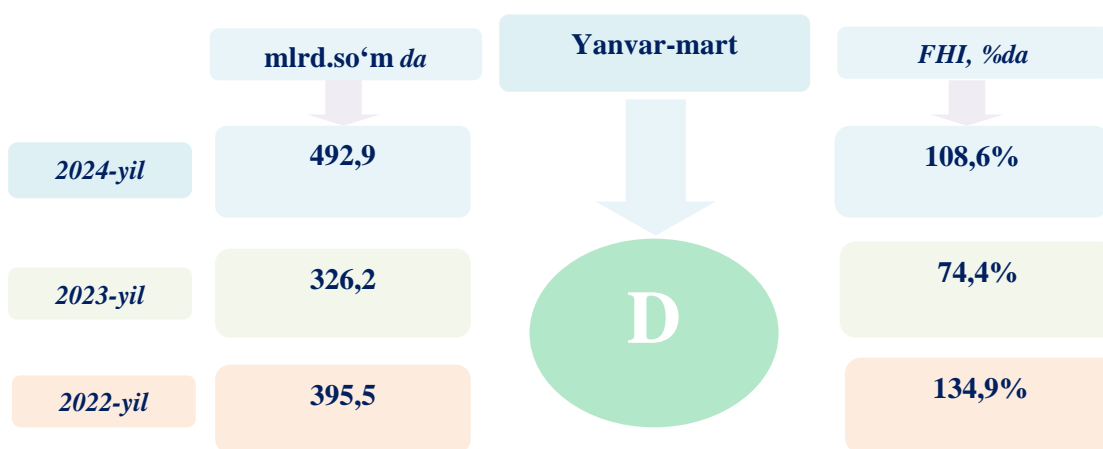 mlrd.so‘m da
Yanvar-mart
FHI, %da
2024-yil
492,9
108,6%
2023-yil
326,2
74,4%
D
2022-yil
395,5
134,9%